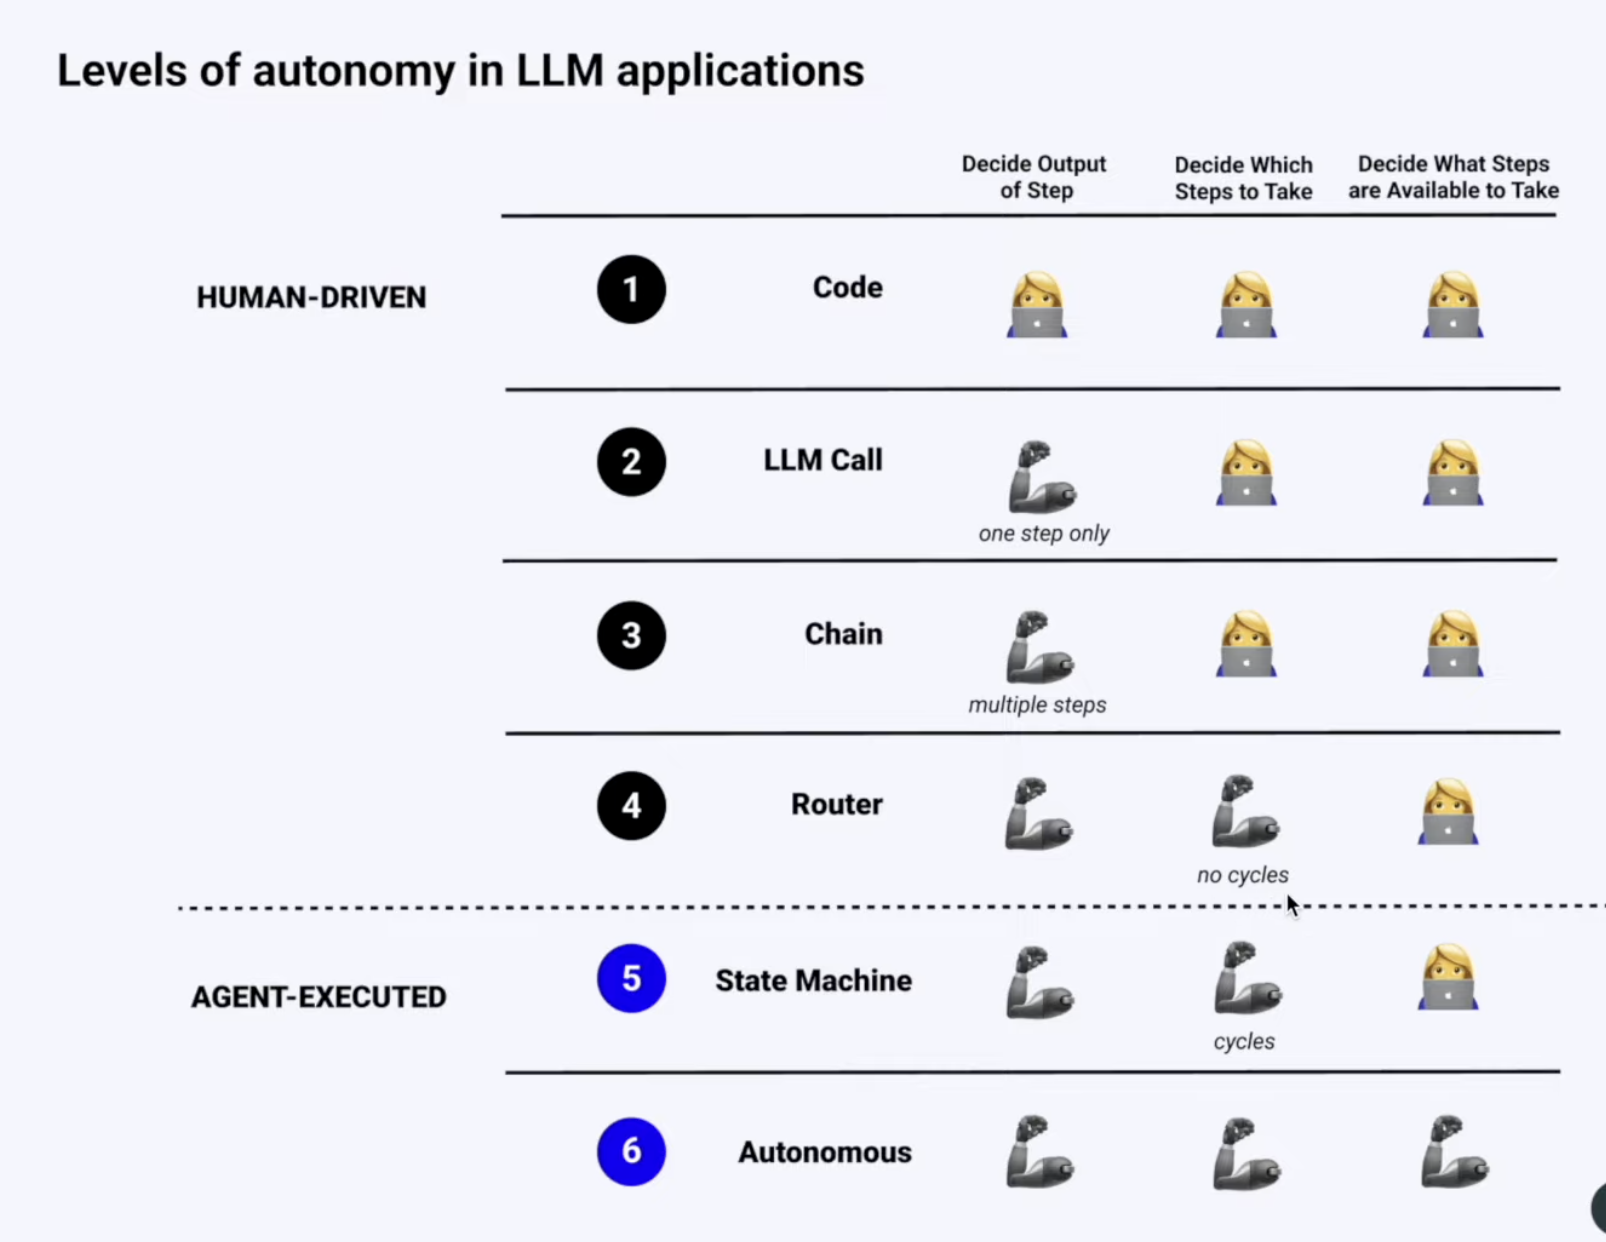 Levels of autonomy in LLM applications
Decide Output
of Step
Decide Which
Steps to Take
Decide What Steps
are Available to Take
HUMAN-DRIVEN
1
Code
2
LLM Call
one step only
3
Chain
multiple steps
4
Router
no cycles
AGENT-EXECUTED
5
State Machine
cycles
6
Autonomous